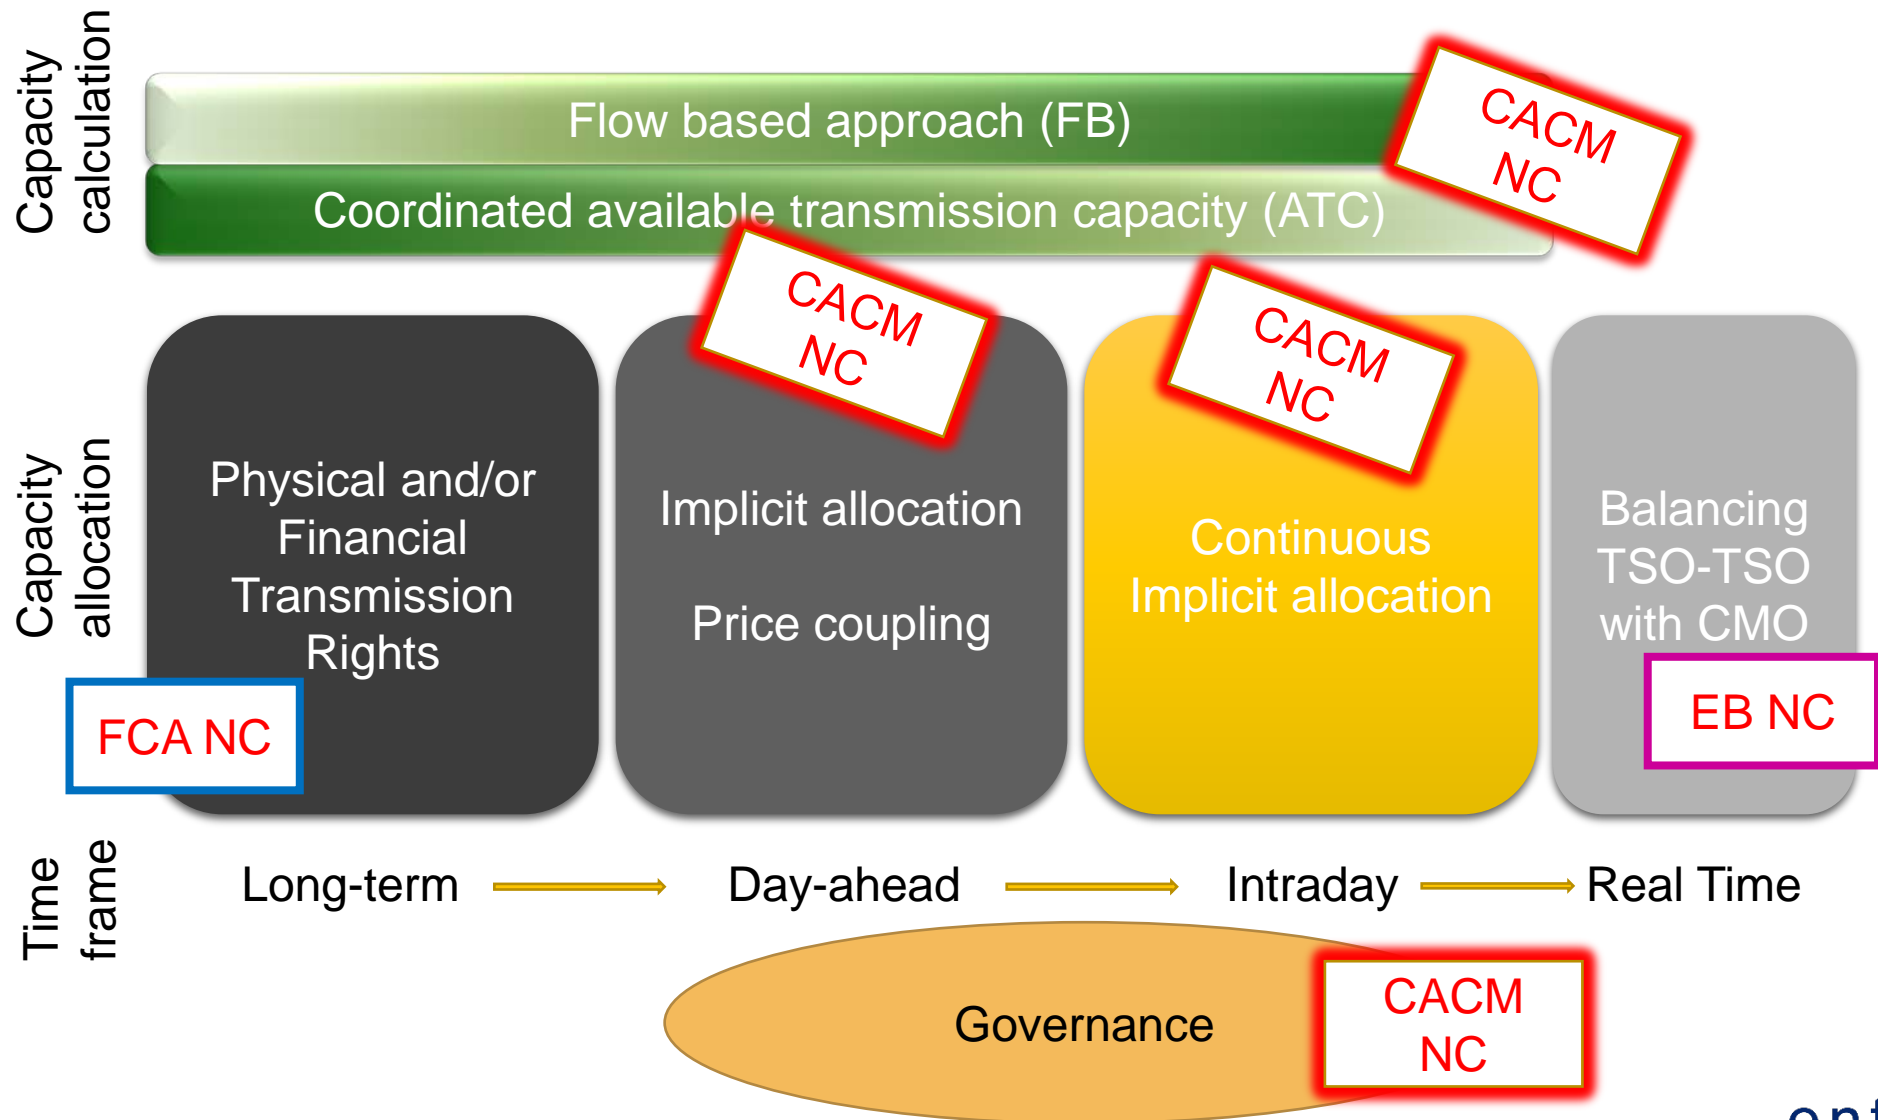 Capacity
calculation
Flow based approach (FB)
CACM
NC
Coordinated available transmission capacity (ATC)
CACM
NC
CACM
NC
Capacity
allocation
Physical and/or
Financial
Transmission
Rights
FCA NC
Implicit allocation
Price coupling
Continuous
Implicit allocation
Balancing
TSO-TSO
with CMO
EB NC
Time
frame
Long-term
Day-ahead
Intraday
Real Time
Governance
CACM
NC